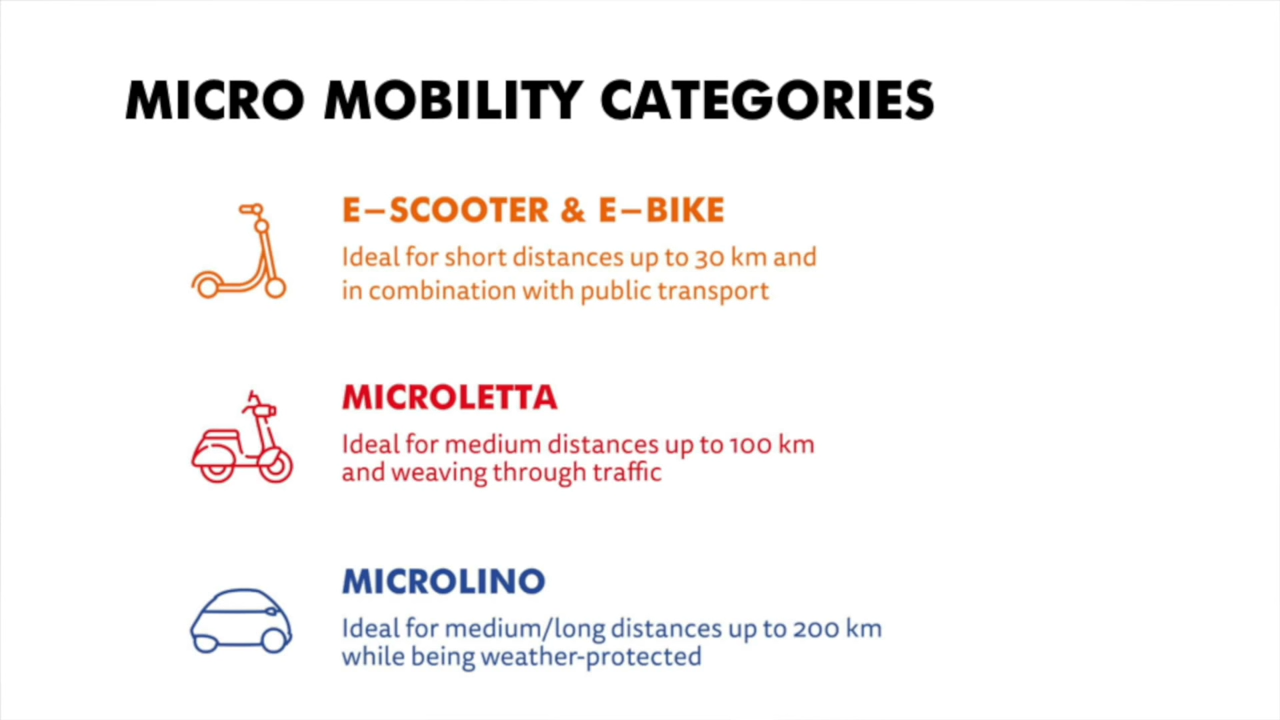 MICRO MOBILITY CATEGORIES
E–SCOOTER & E–BIKE
Ideal for short distances up to 30 km and
in combination with public transport
MICROLETTA
Ideal for medium distances up to 100 km
and weaving through traffic
MICROLINO
Ideal for medium/long distances up to 200 km
while being weather-protected